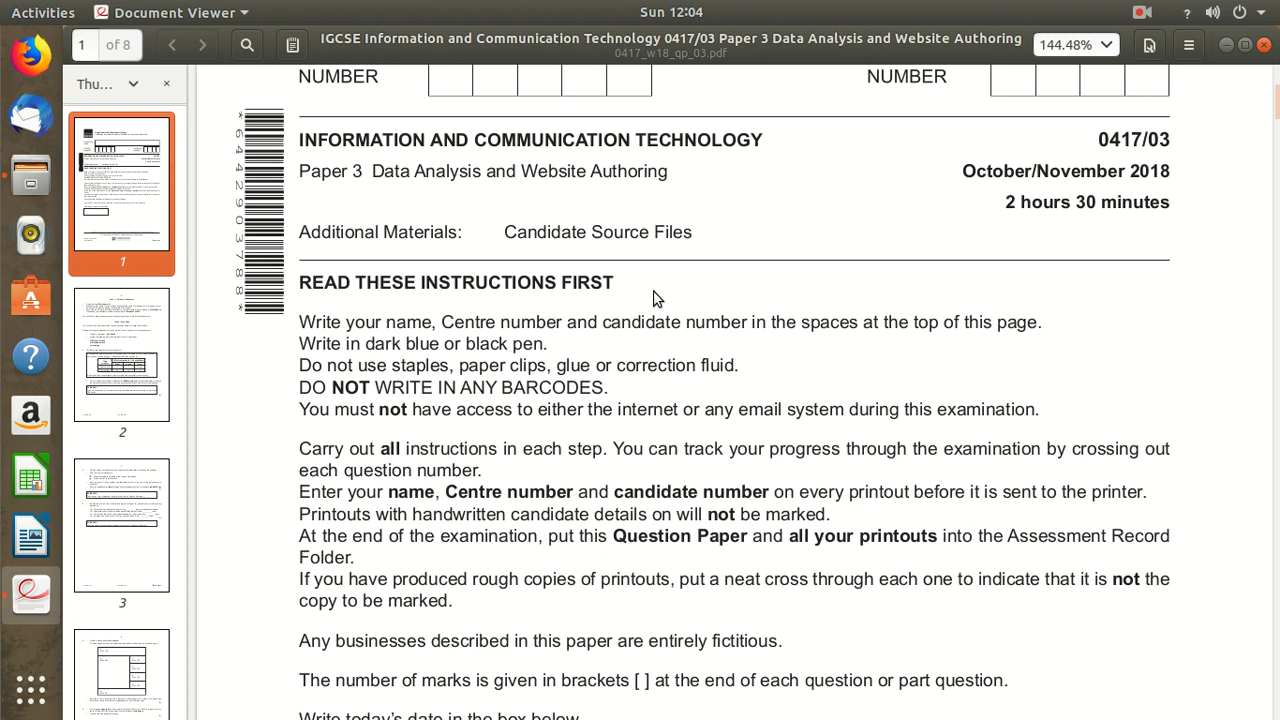 Activities Document Viewer Sun 12:04
1 of 8 IGCSE Information and Communication Technology 0417/03 Paper 3 Data Analysis and Website Authoring 144.48%
0417_w18_qp_03.pdf
Thu...
NUMBER NUMBER
INFORMATION AND COMMUNICATION TECHNOLOGY 0417/03
Paper 3 Data Analysis and Website Authoring October/November 2018
2 hours 30 minutes
Additional Materials: Candidate Source Files
READ THESE INSTRUCTIONS FIRST
Write your name, Centre number and candidate number in the spaces at the top of this page.
Write in dark blue or black pen.
Do not use staples, paper clips, glue or correction fluid.
DO NOT WRITE IN ANY BARCODES.
You must not have access to either the internet or any email system during this examination.
Carry out all instructions in each step. You can track your progress through the examination by crossing out
each question number.
Enter your name, Centre number and candidate number on every printout before it is sent to the printer.
Printouts with handwritten candidate details on will not be marked.
At the end of the examination, put this Question Paper and all your printouts into the Assessment Record
Folder.
If you have produced rough copies of printouts, put a neat cross through each one to indicate that it is not the
copy to be marked.
Any businesses described in this paper are entirely fictitious.
The number of marks is given in brackets [ ] at the end of each question or part question.
Write today's date in the box below.
*6442903788*
1
2
3